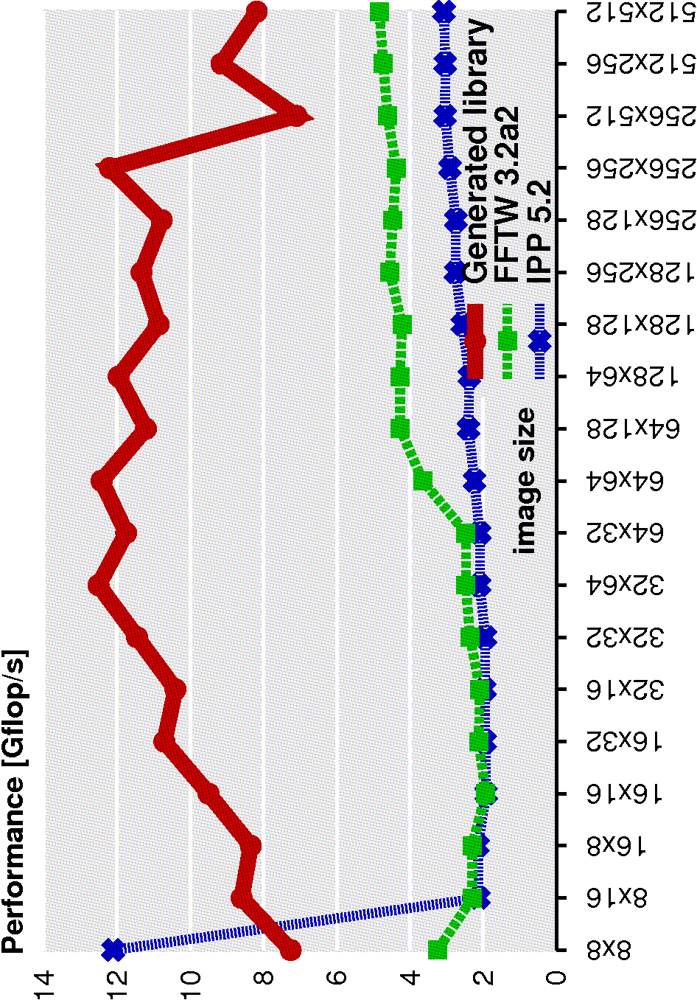 Performance [Gflop/s]
14
12
10
8
6
4
2
0
Generated library
FFTW 3.2a2
IPP 5.2
image size
8x8
8x16
16x8
16x16
16x32
32x16
32x32
32x64
64x32
64x64
64x128
128x64
128x128
128x256
256x128
256x256
256x512
512x256
512x512